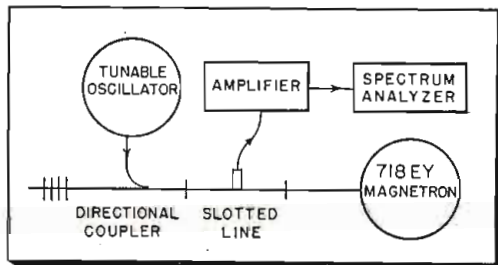 TUNABLE
OSCILLATOR
AMPLIFIER
SPECTRUM
ANALYZER
718EY
MAGNETRON
DIRECTIONAL
COUPLER
SLOTTED
LINE